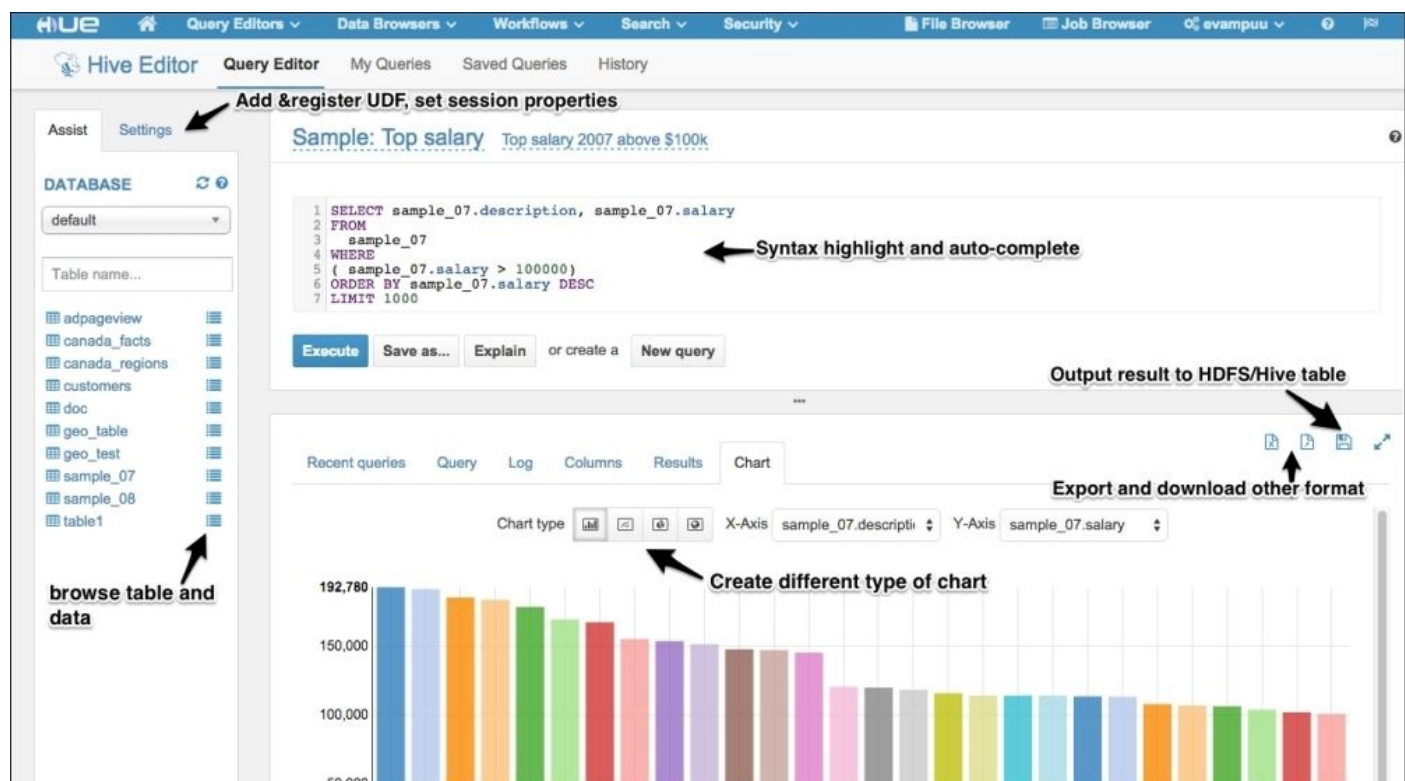 HUE Query Editors Data Browsers Workflows Search Security File Browser Job Browser evampuu
Hive Editor Query Editor My Queries Saved Queries History
Add &register UDF, set session properties
Assist Settings
Sample: Top salary Top salary 2007 above $100k
DATABASE
default
Table name...
adpageview
canada_facts
canada_regions
customers
doc
geo_table
geo_test
sample_07
sample_08
table1
browse table and
data
1 SELECT sample_07.description, sample_07.salary
2 FROM
3 sample_07
4 WHERE
5 ( sample_07.salary > 100000)
6 ORDER BY sample_07.salary DESC
7 LIMIT 1000
Syntax highlight and auto-complete
Execute Save as... Explain or create a New query
Output result to HDFS/Hive table
Recent queries Query Log Columns Results Chart
Export and download other format
Chart type X-Axis sample_07.descripti Y-Axis sample_07.salary
Create different type of chart
192,780
150,000
100,000
50,000